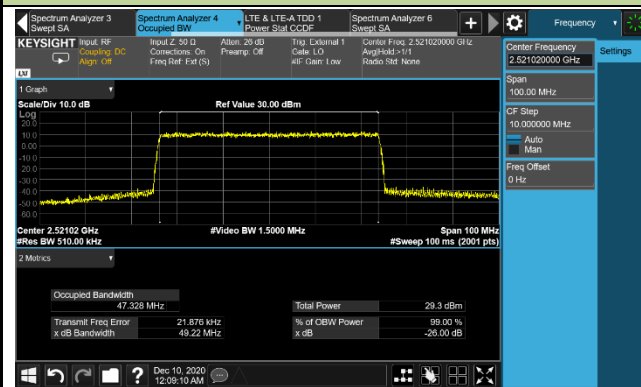 Spectrum Analyzer 3
Swept SA
Spectrum Analyzer 4
Occupied BW
LTE & LTE-A TDD 1
Power Stat CCDF
Spectrum Analyzer 6
Swept SA
Frequency
KEYSIGHT
Input: RF
Coupling: DC
Align: Off
Input Z: 50 Ω
Corrections: On
Freq Ref: Ext (S)
Atten: 26 dB
Preamp: Off
Trig: External 1
Gate: LO
#IF Gain: Low
Center Freq: 2.521020000 GHz
Avg|Hold:>1/1
Radio Std: None
LXI
Center Frequency
2.521020000 GHz
Settings
Span
100.00 MHz
CF Step
10.000000 MHz
Auto
Man
Freq Offset
0 Hz
1 Graph
Scale/Div 10.0 dB
Ref Value 30.00 dBm
Log
20.0
10.0
0.00
-10.0
-20.0
-30.0
-40.0
-50.0
-60.0
Center 2.52102 GHz
#Video BW 1.5000 MHz
Span 100 MHz
#Res BW 510.00 kHz
#Sweep 100 ms (2001 pts)
2 Metrics
Occupied Bandwidth
47.328 MHz
Total Power
29.3 dBm
Transmit Freq Error
21.876 kHz
% of OBW Power
99.00 %
x dB Bandwidth
49.22 MHz
x dB
-26.00 dB
Dec 10, 2020
12:09:10 AM